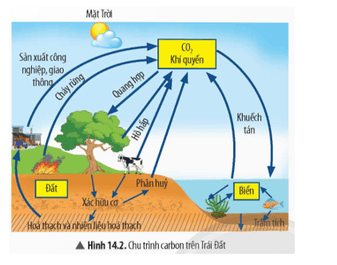 Mặt Trời
CO₂
Khí quyển
Sản xuất công
nghiệp, giao
thông
Cháy rừng
Quang hợp
Hô hấp
Khuếch
tán
Đất
Phân huỷ
Biển
Xác hữu cơ
Hoá thạch và nhiên liệu hoá thạch
Trầm tích
▲ Hình 14.2. Chu trình carbon trên Trái Đất